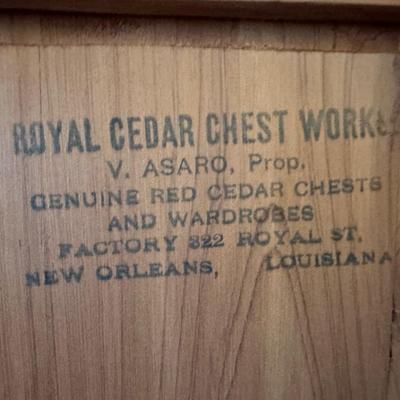 ROYAL CEDAR CHEST WORKS
V. ASARO, Prop.
GENUINE RED CEDAR CHESTS
AND WARDROBES
FACTORY 322 ROYAL ST.
NEW ORLEANS, LOUISIANA